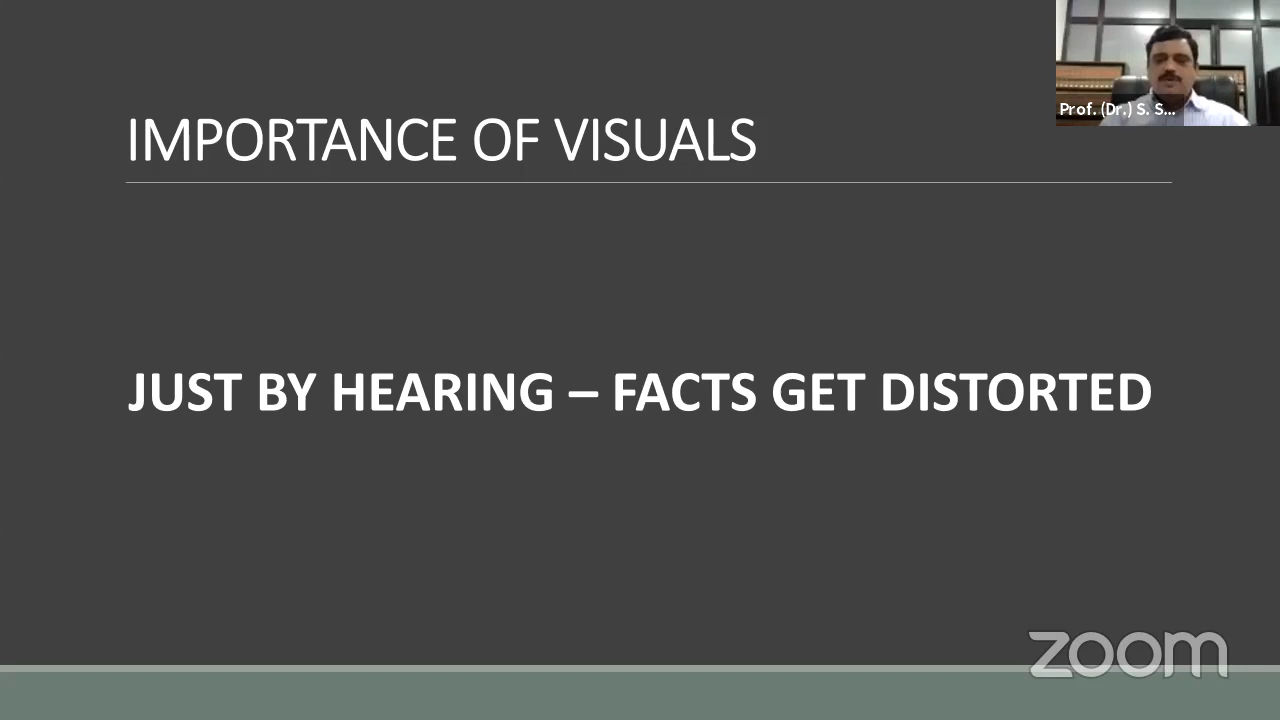 IMPORTANCE OF VISUALS
Prof. (Dr.) S. S...
JUST BY HEARING – FACTS GET DISTORTED
zoom